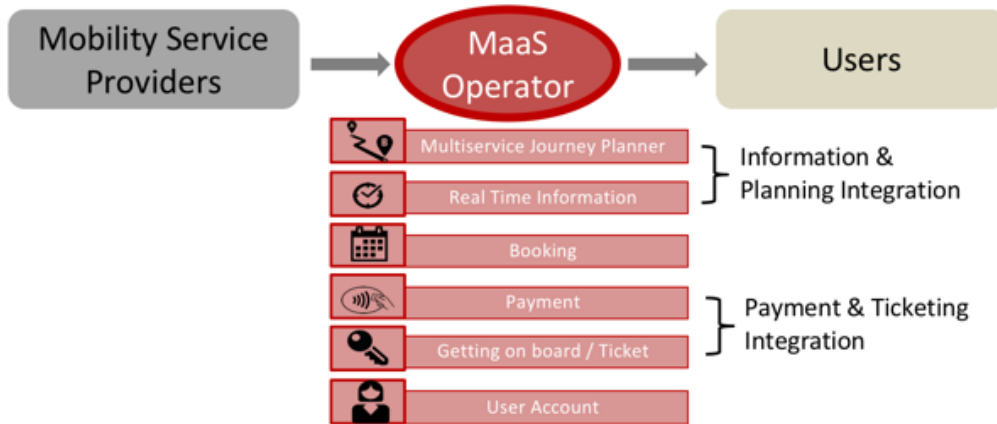 Mobility Service
Providers
MaaS
Operator
Users
Multiservice Journey Planner
Real Time Information
Information &
Planning Integration
Booking
Payment
Getting on board / Ticket
Payment & Ticketing
Integration
User Account